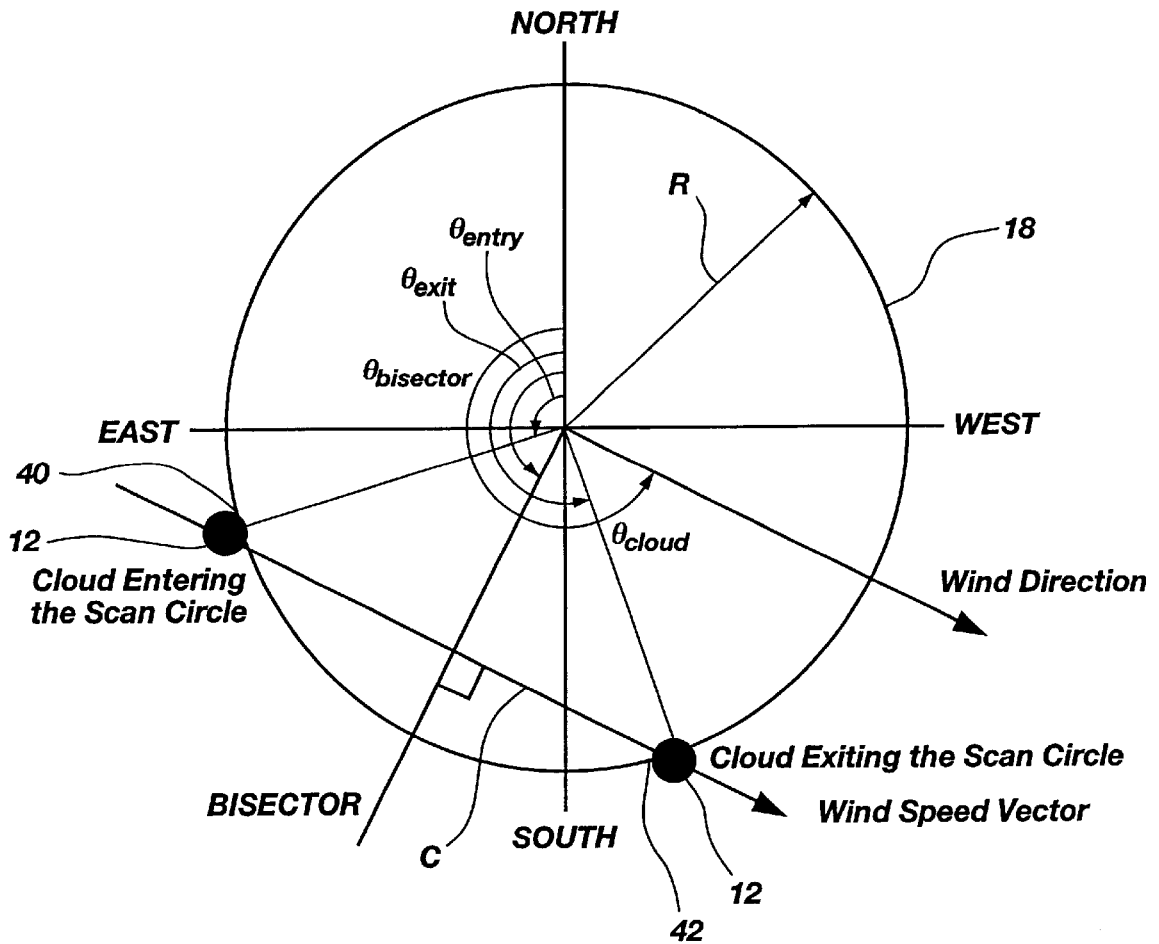 NORTH
R
18
θentry
θexit
θbisector
EAST
WEST
40
12
θcloud
Cloud Entering
the Scan Circle
Wind Direction
Cloud Exiting the Scan Circle
BISECTOR
Wind Speed Vector
SOUTH
C
12
42